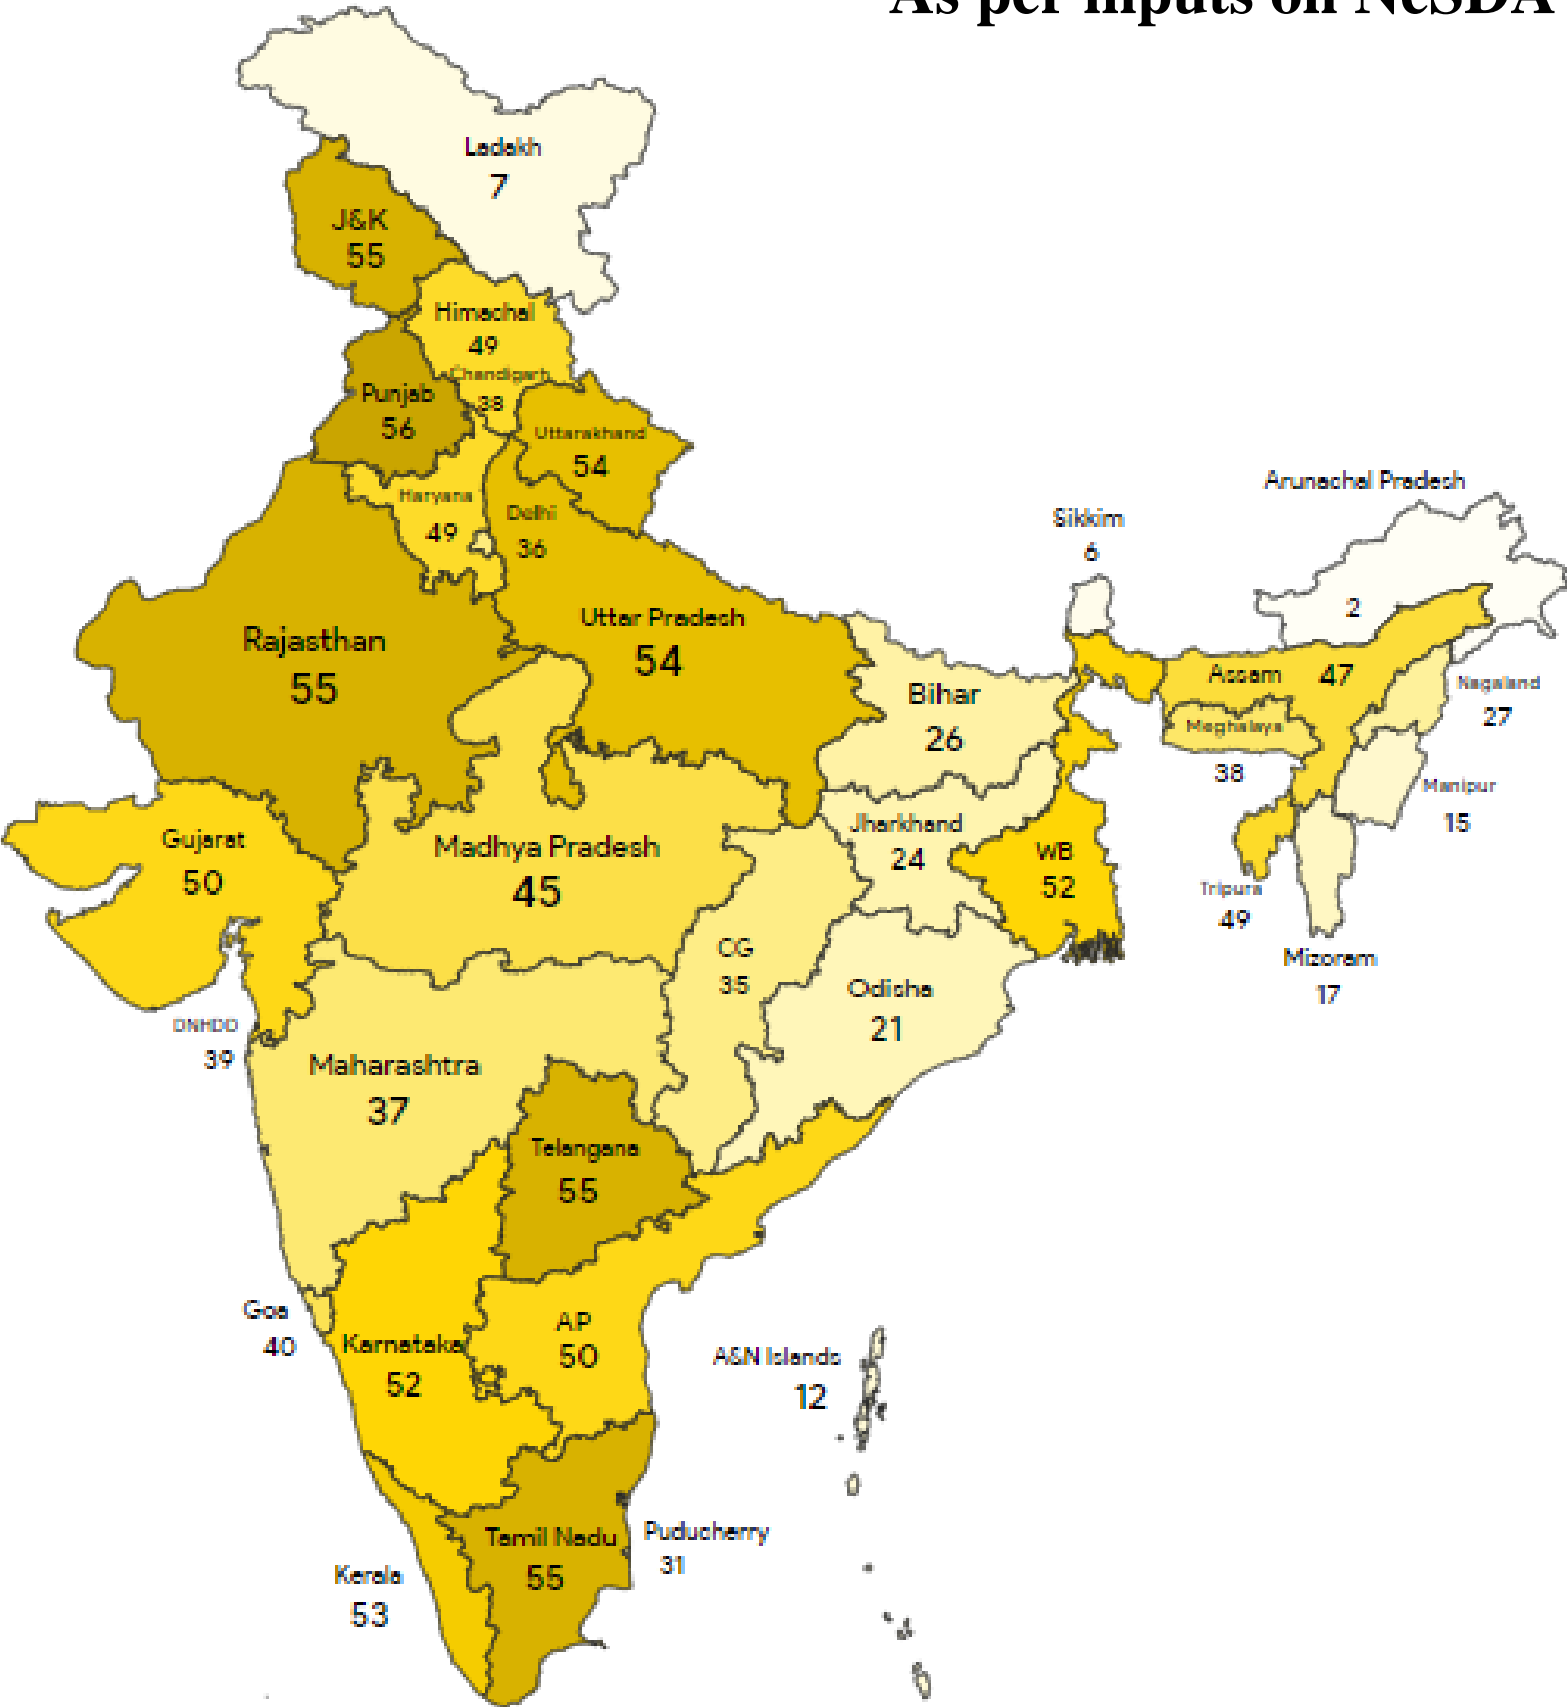 As per inputs on NeSDA
Ladakh
7
J&K
55
Himachal
49
Chandigarh
38
Punjab
56
Uttarakhand
54
Haryana
49
Delhi
36
Arunachal Pradesh
2
Sikkim
6
Rajasthan
55
Uttar Pradesh
54
Bihar
26
Assam 47
Nagaland
27
Meghalaya
38
Manipur
15
Gujarat
50
Madhya Pradesh
45
Jharkhand
24
WB
52
Tripura
49
Mizoram
17
CG
35
Odisha
21
DNHDD
39
Maharashtra
37
Telangana
55
Goa
40
Karnataka
52
AP
50
A&N Islands
12
Tamil Nadu
55
Puducherry
31
Kerala
53